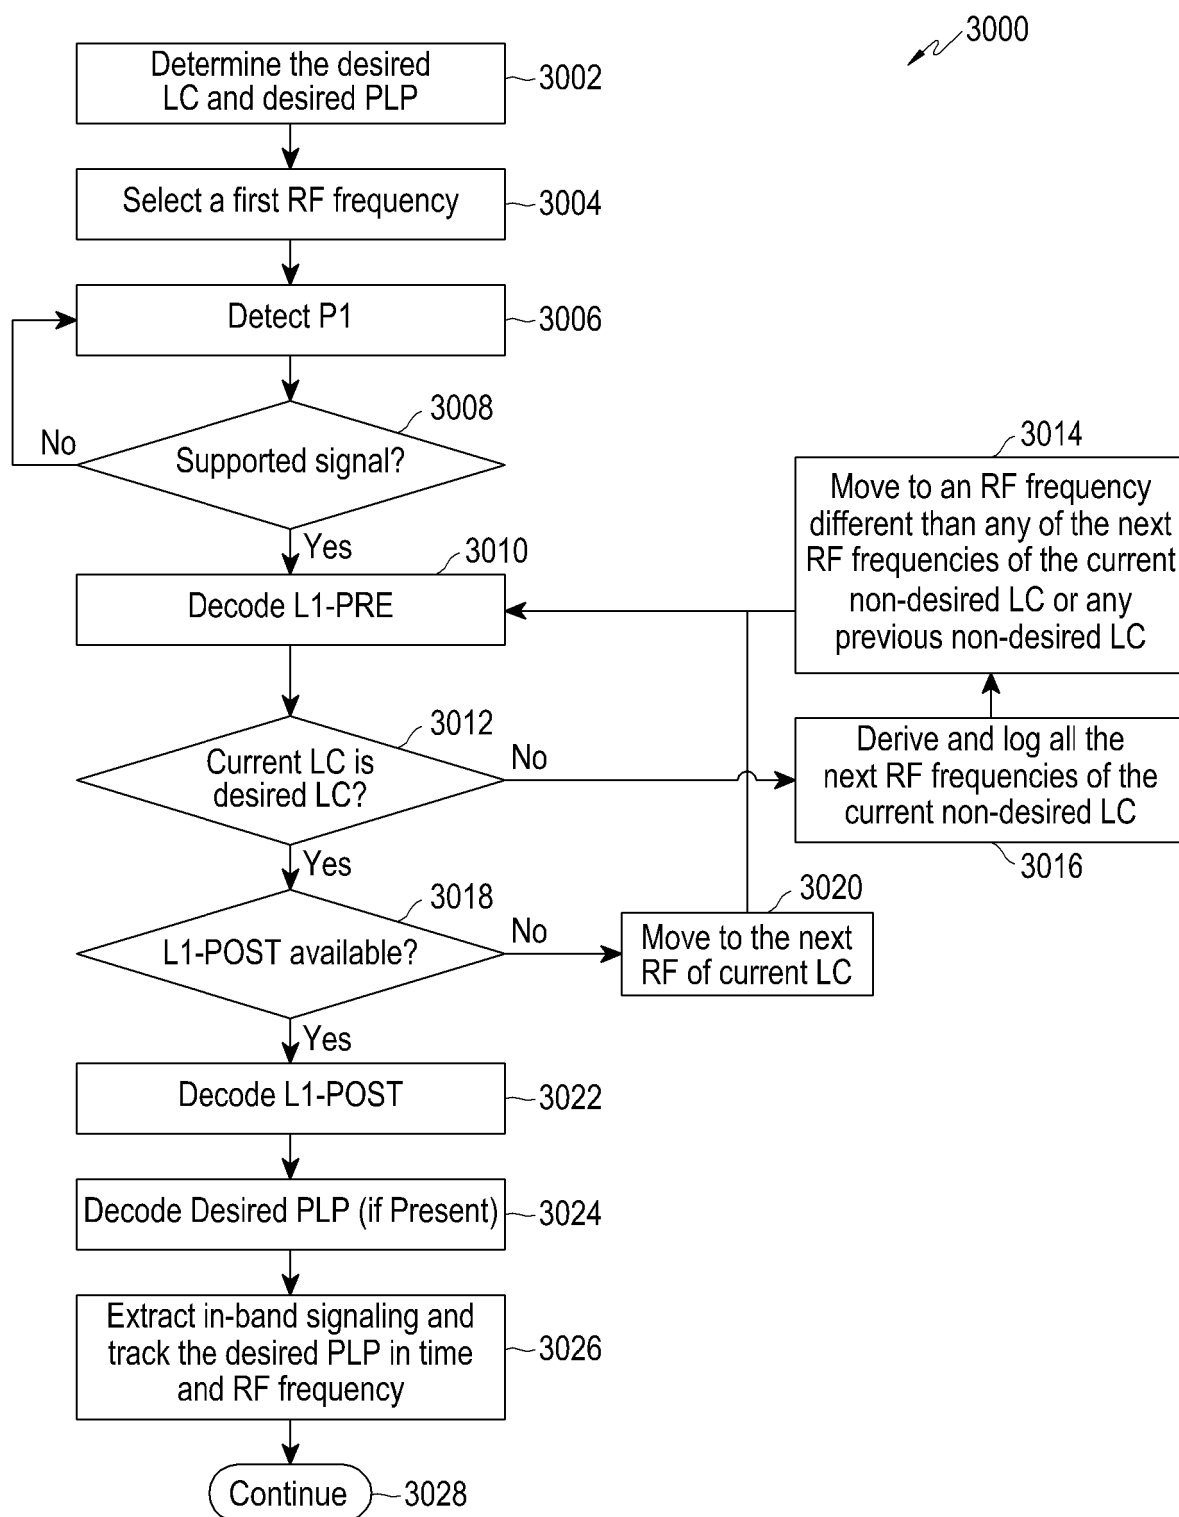 3000
Determine the desired
LC and desired PLP
3002
Select a first RF frequency
3004
Detect P1
3006
3008
No
Supported signal?
Yes
3010
Decode L1-PRE
3014
Move to an RF frequency
different than any of the next
RF frequencies of the current
non-desired LC or any
previous non-desired LC
3012
Current LC is
desired LC?
No
Derive and log all the
next RF frequencies of the
current non-desired LC
3016
Yes
3018
L1-POST available?
No
3020
Move to the next
RF of current LC
Yes
Decode L1-POST
3022
Decode Desired PLP (if Present)
3024
Extract in-band signaling and
track the desired PLP in time
and RF frequency
3026
Continue
3028